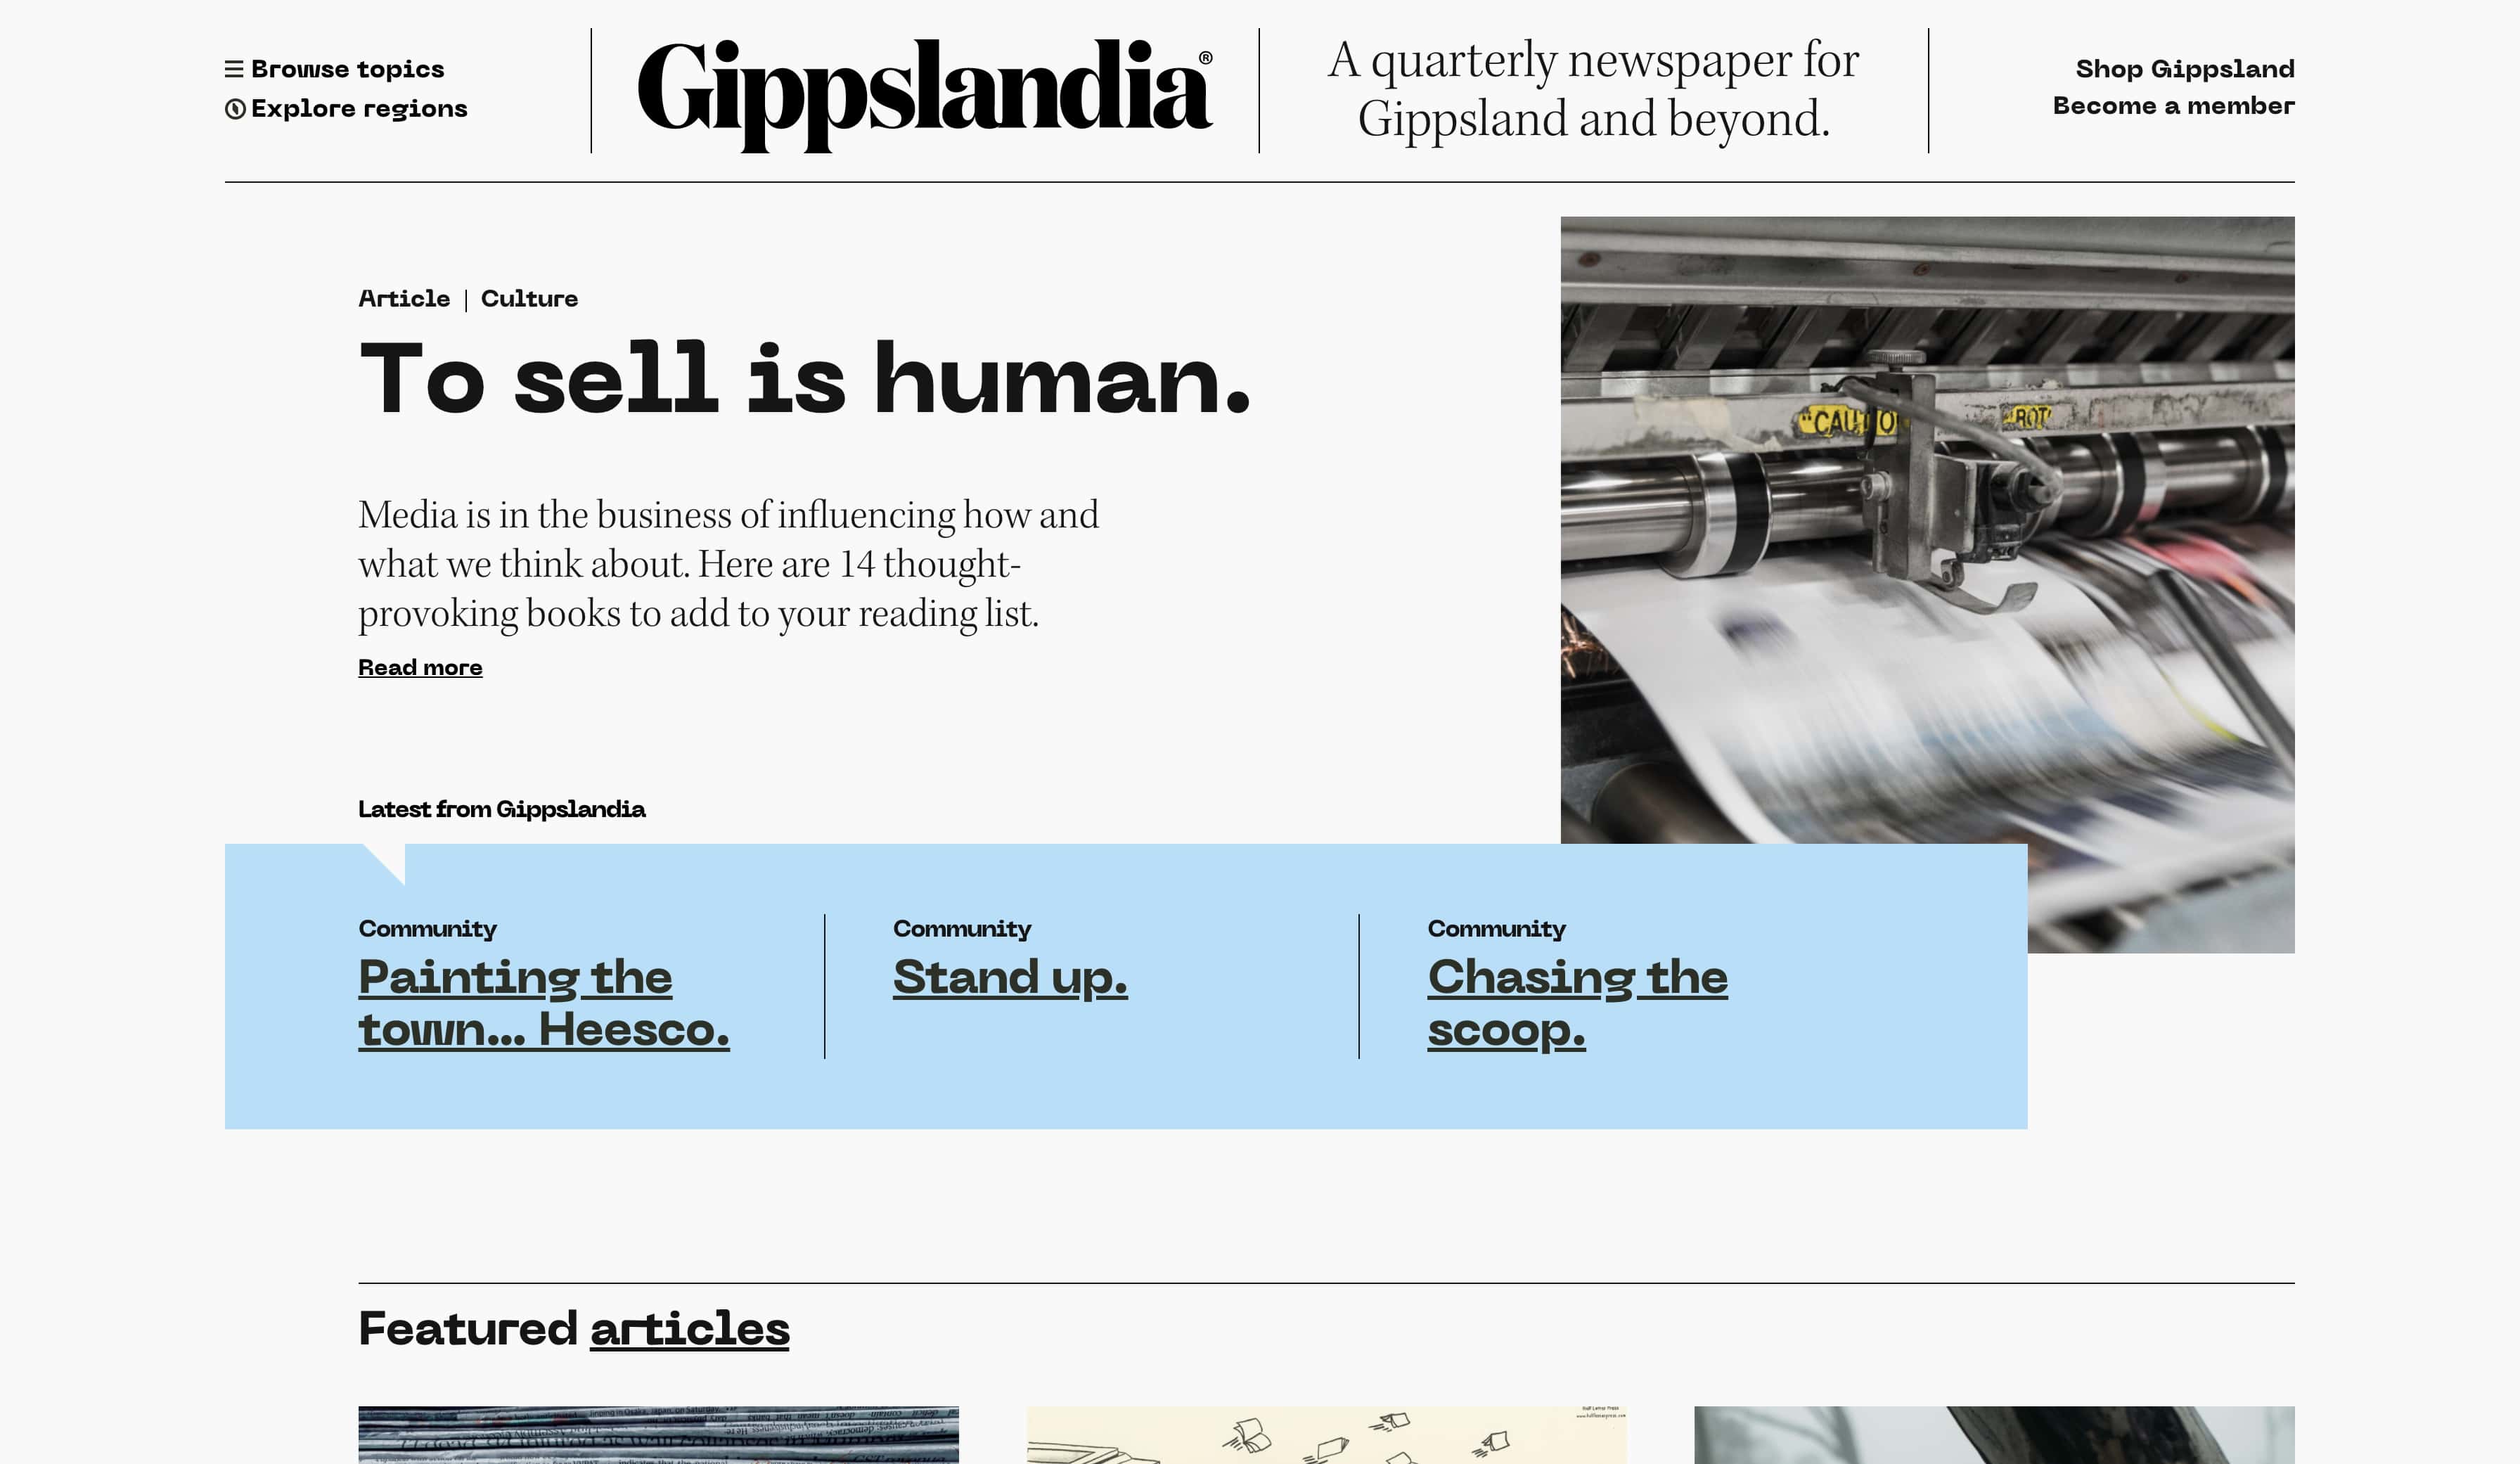 Browse topics
Explore regions
Gippslandia®
A quarterly newspaper for
Gippsland and beyond.
Shop Gippsland
Become a member
Article | Culture
To sell is human.
Media is in the business of influencing how and
what we think about. Here are 14 thought-
provoking books to add to your reading list.
Read more
"CAUTIO
ROT
Latest from Gippslandia
Community
Painting the
town... Heesco.
Community
Stand up.
Community
Chasing the
scoop.
Featured articles